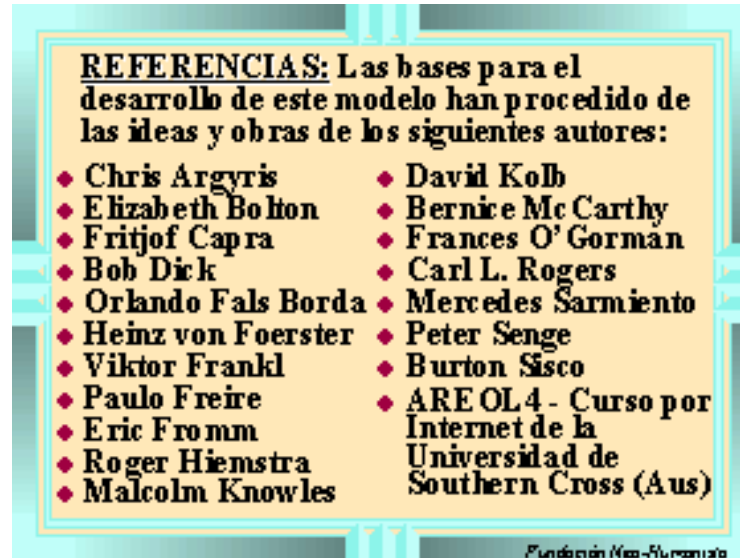 REFERENCIAS: Las bases para el
desarrollo de este modelo han procedido de
las ideas y obras de los siguientes autores:
Chris Argyris
Elizabeth Bolton
Fritjof Capra
Bob Dick
Orlando Fals Borda
Heinz von Foerster
Viktor Frankl
Paulo Freire
Eric Fromm
Roger Hiemstra
Malcolm Knowles
David Kolb
Bernice Mc Carthy
Frances O'Gorman
Carl L. Rogers
Mercedes Sarmiento
Peter Senge
Burton Sisco
AREOL4 - Curso por
Internet de la
Universidad de
Southern Cross (Aus)